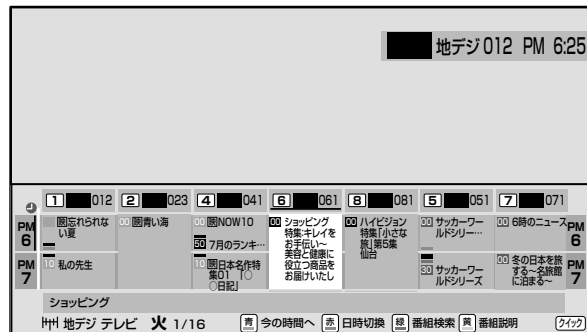 地デジ 012 PM 6:25
1 012 2 023 4 041 6 061 8 081 5 051 7 071
PM 6
忘れられな
い夏
00 青い海
00 NOW10
50 7月のランキ…
00 ショッピング
特集:キレイを
お手伝い〜
美容と健康に
役立つ商品を
お届けいたし
00 ハイビジョン
特集「小さな
旅」第5集
仙台
00 サッカーワー
ルドシリー…
00 6時のニュース
PM 6
PM 7
10 私の先生
10 日本名作特
集01 「○
○日記」
30 サッカーワー
ルドシリーズ
00 冬の日本を旅
する〜名旅館
に泊まる〜
PM 7
ショッピング
地デジ テレビ 火 1/16 青 今の時間へ 赤 日時切換 緑 番組検索 黄 番組説明 クイック